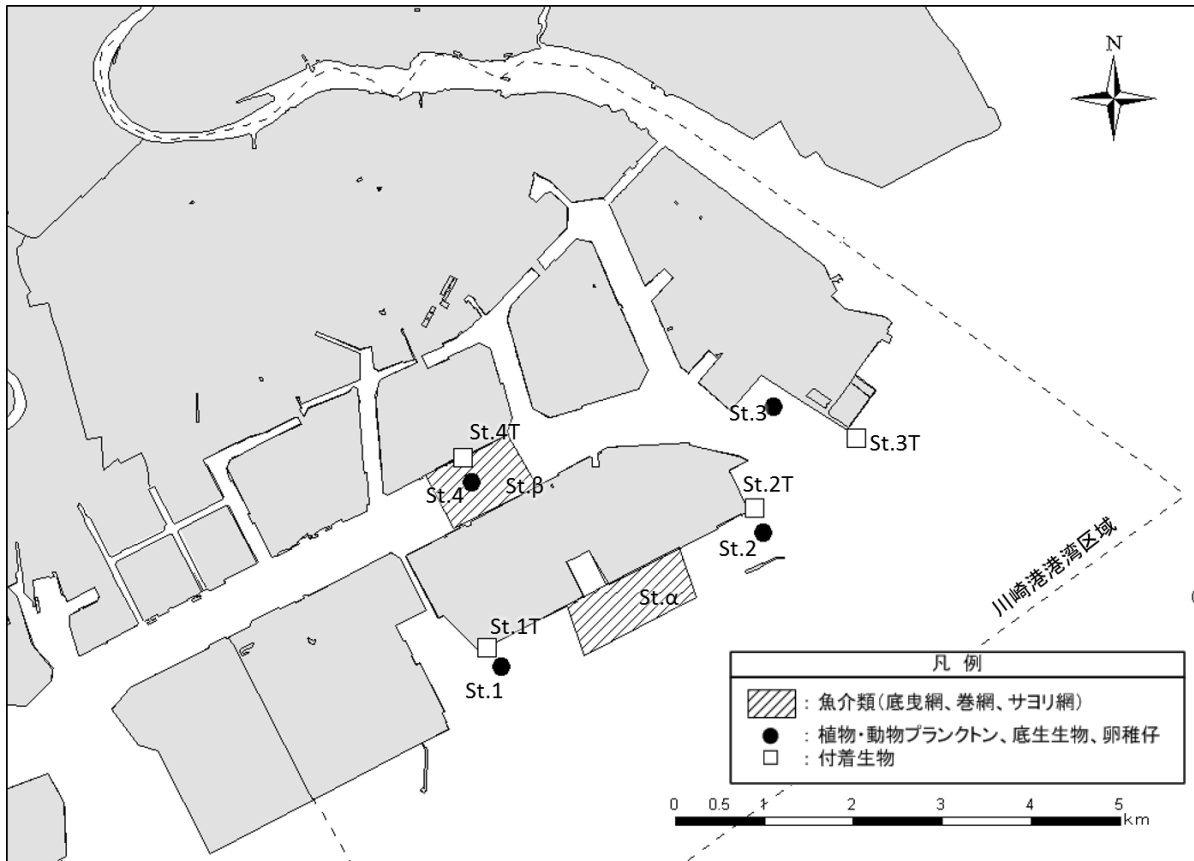 N
St.3
St.3T
St.4T
St.4
St.β
St.2T
St.2
St.α
St.1T
St.1
川崎港港湾区域
凡 例
: 魚介類(底曳網、巻網、サヨリ網)
: 植物・動物プランクトン、底生生物、卵稚仔
: 付着生物
0 0.5 1 2 3 4 5
km